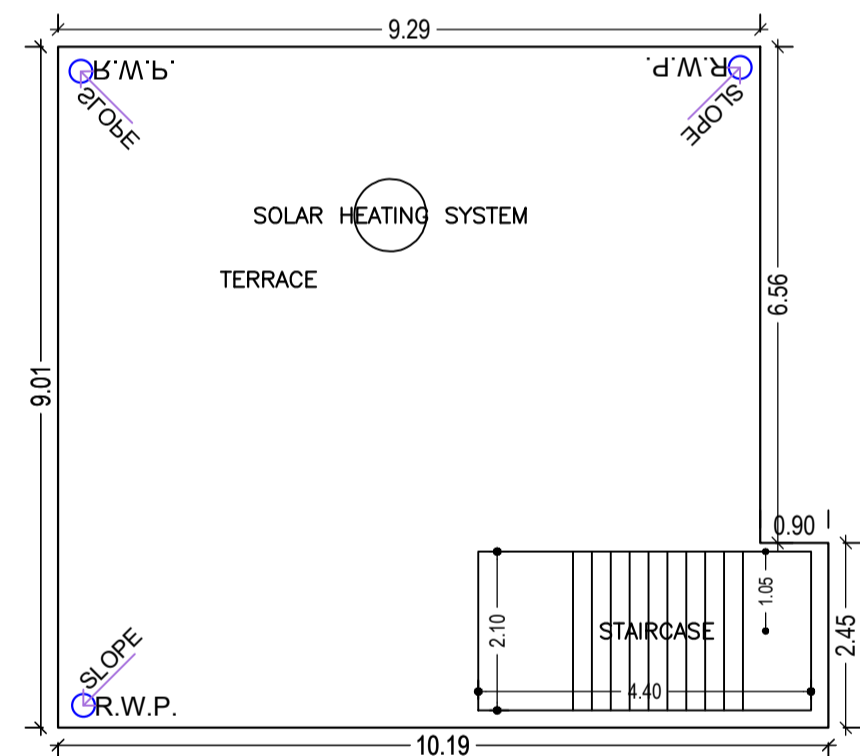 9.29
R.W.P.
R.W.P.
SLOPE
SLOPE
SOLAR HEATING SYSTEM
TERRACE
6.56
9.01
0.90
1.05
2.10
STAIRCASE
2.45
SLOPE
4.40
R.W.P.
10.19